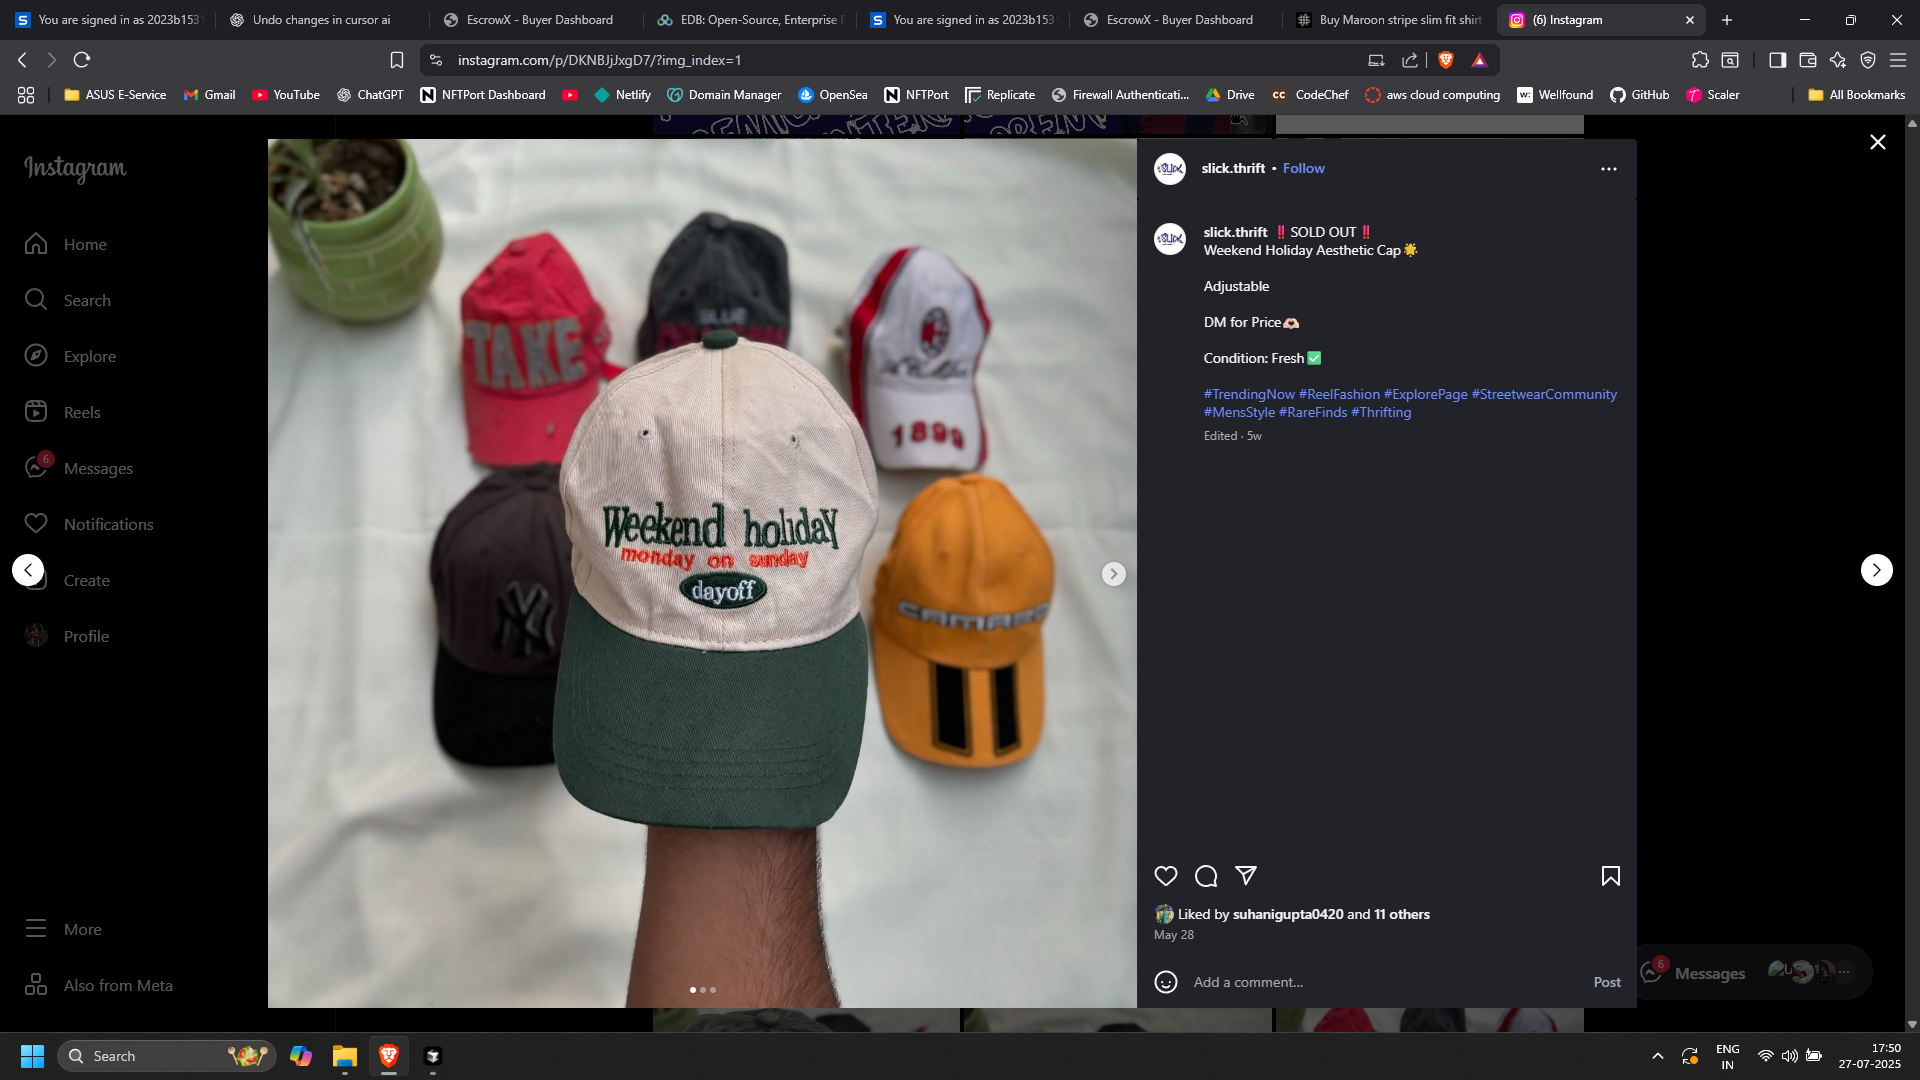 You are signed in as 2023b153
Undo changes in cursor ai
EscrowX - Buyer Dashboard
EDB: Open-Source, Enterprise
You are signed in as 2023b153
EscrowX - Buyer Dashboard
Buy Maroon stripe slim fit shirt
(6) Instagram
instagram.com/p/DKNBJjJxgD7/?img_index=1
ASUS E-Service
Gmail
YouTube
ChatGPT
NFTPort Dashboard
Netlify
Domain Manager
OpenSea
NFTPort
Replicate
Firewall Authenticati...
Drive
CodeChef
aws cloud computing
Wellfound
GitHub
Scaler
All Bookmarks
Instagram
Home
Search
Explore
Reels
6
Messages
Notifications
Create
Profile
More
Also from Meta
TAKE
BLUE
1899
Weekend holiday
monday on sunday
dayoff
NY
CAMARO
slick.thrift • Follow
slick.thrift ‼️ SOLD OUT ‼️
Weekend Holiday Aesthetic Cap🌟
Adjustable
DM for Price🫶🏻
Condition: Fresh✅
#TrendingNow #ReelFashion #ExplorePage #StreetwearCommunity
#MensStyle #RareFinds #Thrifting
Edited · 5w
Liked by suhanigupta0420 and 11 others
May 28
Add a comment...
Post
6
Messages
Search
ENG
IN
17:50
27-07-2025